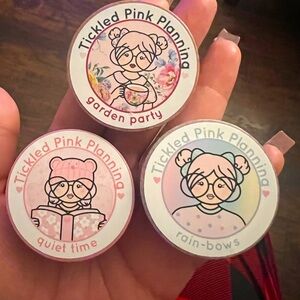 Tickled Pink Planning
garden party
Tickled Pink Planning
quiet time
Tickled Pink Planning
rain-bows